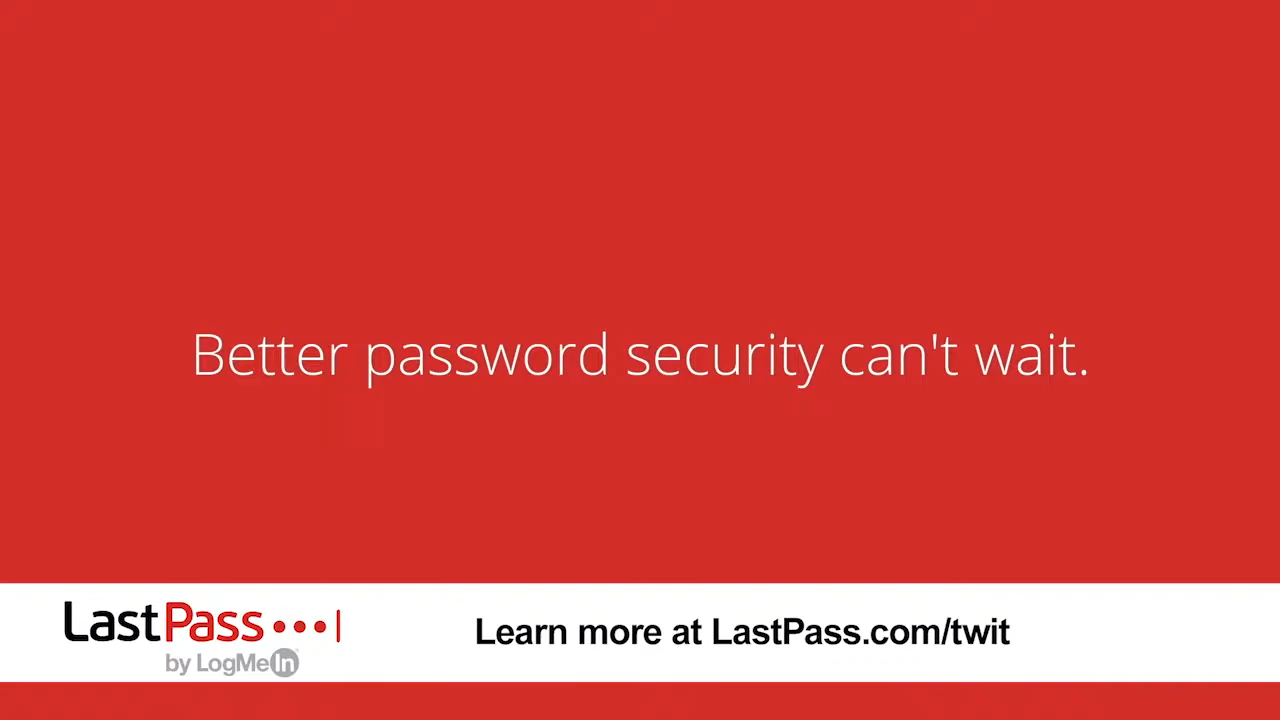 Better password security can't wait.
LastPass
by LogMeIn
Learn more at LastPass.com/twit